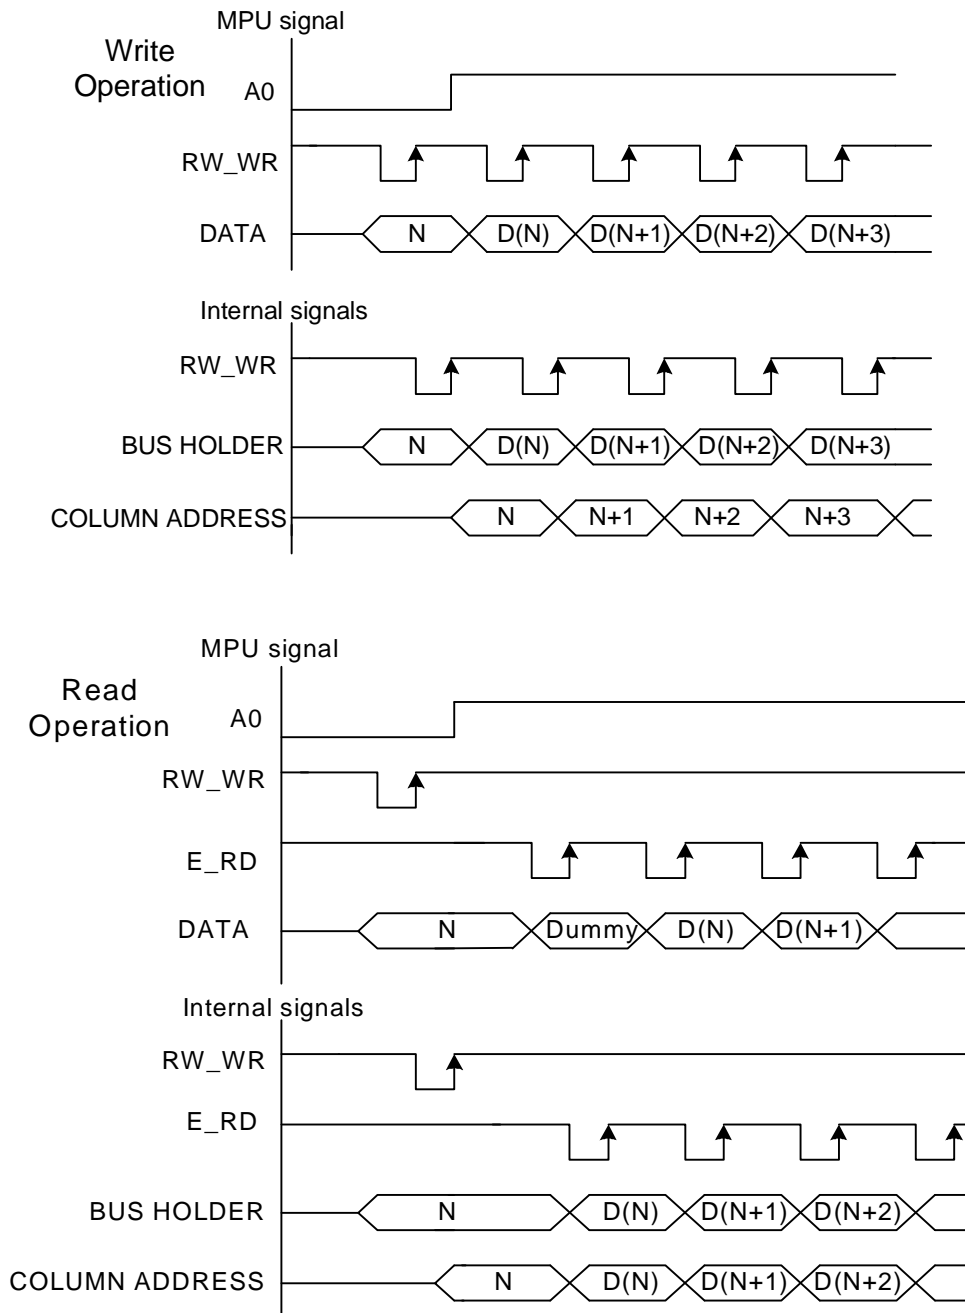 MPU signal
Write
Operation
A0
RW_WR
DATA N D(N) D(N+1) D(N+2) D(N+3)
Internal signals
RW_WR
BUS HOLDER N D(N) D(N+1) D(N+2) D(N+3)
COLUMN ADDRESS N N+1 N+2 N+3
MPU signal
Read
Operation
A0
RW_WR
E_RD
DATA N Dummy D(N) D(N+1)
Internal signals
RW_WR
E_RD
BUS HOLDER N D(N) D(N+1) D(N+2)
COLUMN ADDRESS N D(N) D(N+1) D(N+2)